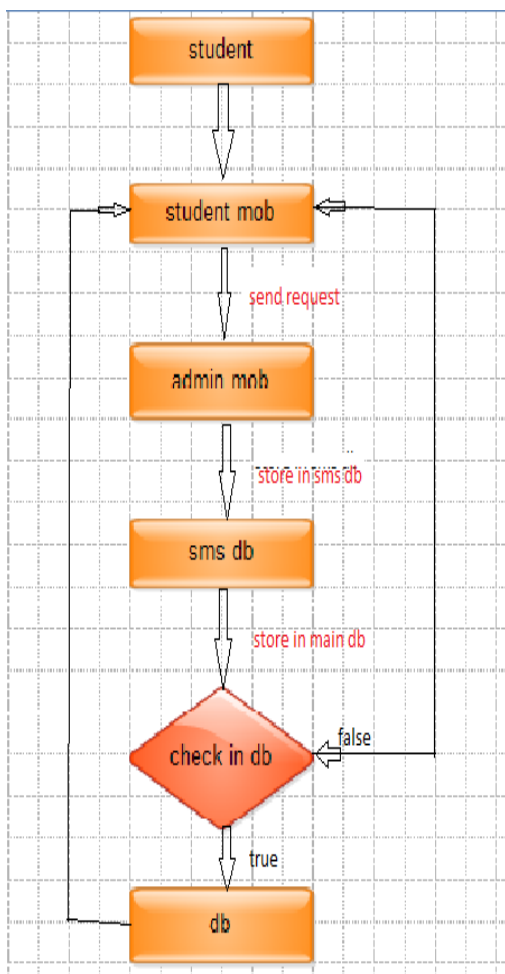 student
student mob
send request
admin mob
store in sms db
sms db
store in main db
check in db
false
true
db